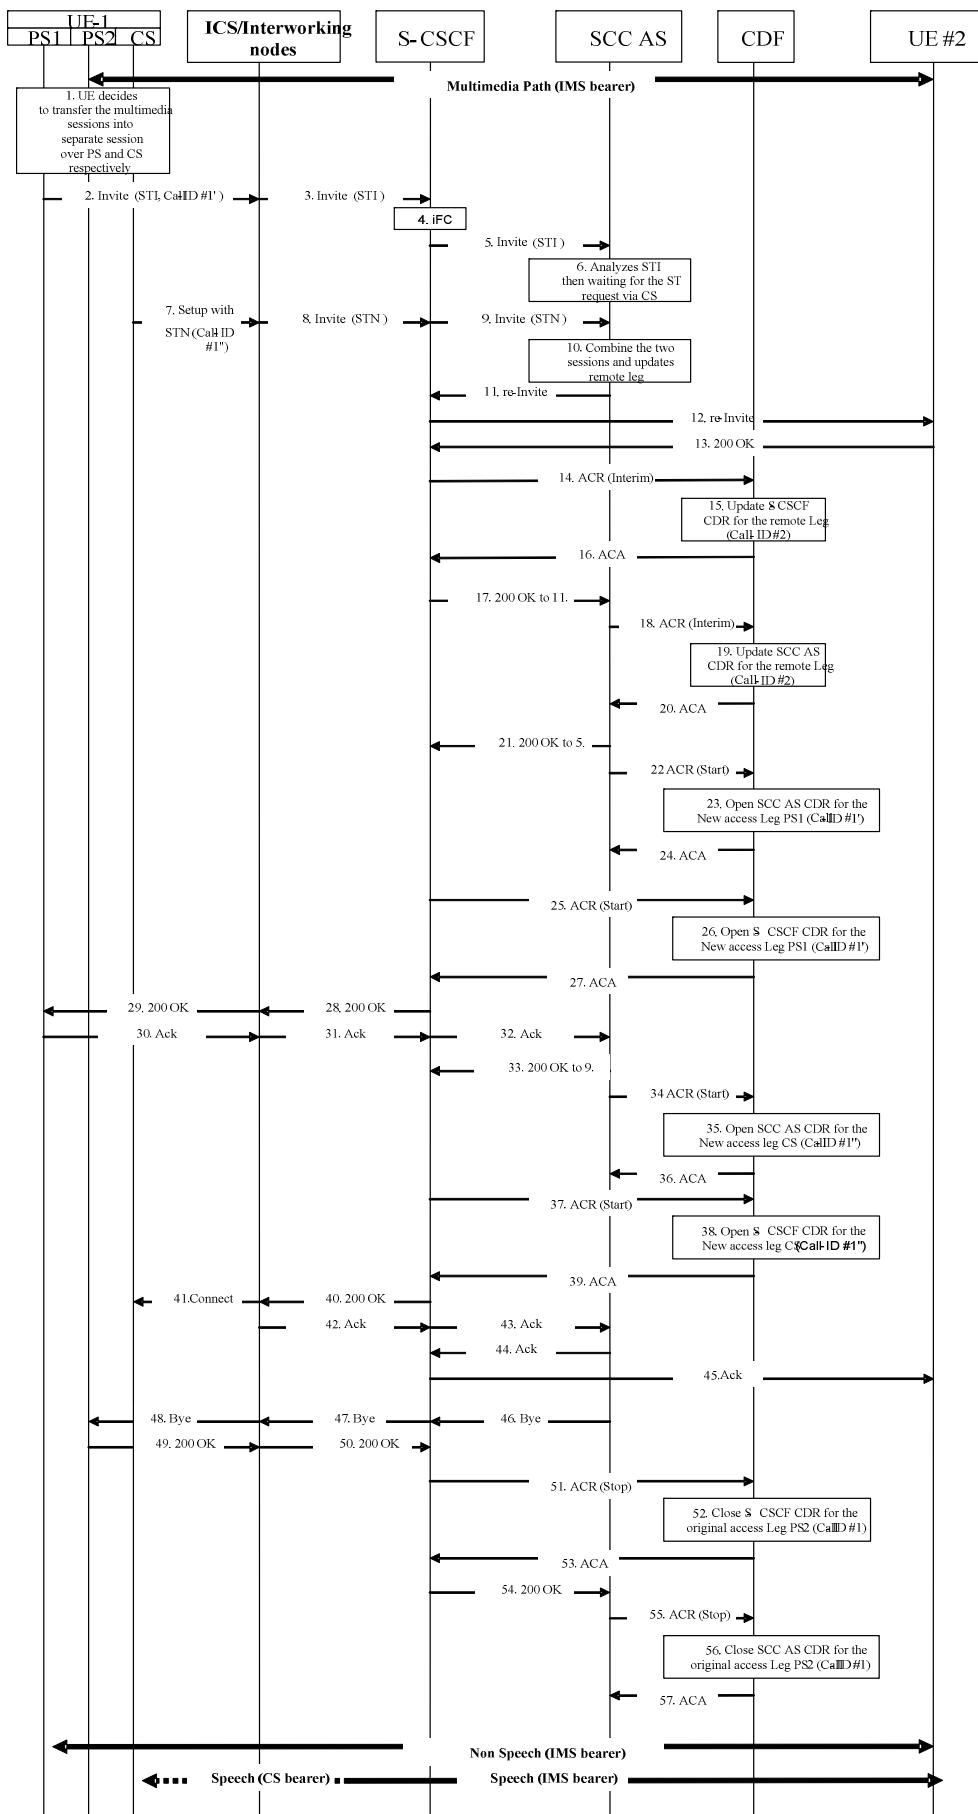 UE-1
PS1 PS2 CS
ICS/Interworking
nodes
S-CSCF
SCC AS
CDF
UE #2
Multimedia Path (IMS bearer)
1. UE decides
to transfer the multimedia
sessions into
separate session
over PS and CS
respectively
2. Invite (STI, Call-ID #1')
3. Invite (STI)
4. iFC
5. Invite (STI)
6. Analyzes STI
then waiting for the ST
request via CS
7. Setup with
STN (Call-ID
#1'')
8. Invite (STN)
9. Invite (STN)
10. Combine the two
sessions and updates
remote leg
11. re-Invite
12. re-Invite
13. 200 OK
14. ACR (Interim)
15. Update S-CSCF
CDR for the remote Leg
(Call-ID #2)
16. ACA
17. 200 OK to 11.
18. ACR (Interim)
19. Update SCC AS
CDR for the remote Leg
(Call-ID #2)
20. ACA
21. 200 OK to 5.
22 ACR (Start)
23. Open SCC AS CDR for the
New access Leg PS1 (Call-ID #1')
24. ACA
25. ACR (Start)
26. Open S-CSCF CDR for the
New access Leg PS1 (Call-ID #1')
27. ACA
28. 200 OK
29. 200 OK
30. Ack
31. Ack
32. Ack
33. 200 OK to 9.
34 ACR (Start)
35. Open SCC AS CDR for the
New access leg CS (Call-ID #1'')
36. ACA
37. ACR (Start)
38. Open S-CSCF CDR for the
New access leg CS (Call-ID #1'')
39. ACA
40. 200 OK
41.Connect
42. Ack
43. Ack
44. Ack
45.Ack
46. Bye
47. Bye
48. Bye
49. 200 OK
50. 200 OK
51. ACR (Stop)
52. Close S-CSCF CDR for the
original access Leg PS2 (Call-ID #1)
53. ACA
54. 200 OK
55. ACR (Stop)
56. Close SCC AS CDR for the
original access Leg PS2 (Call-ID #1)
57. ACA
Non Speech (IMS bearer)
Speech (CS bearer)
Speech (IMS bearer)